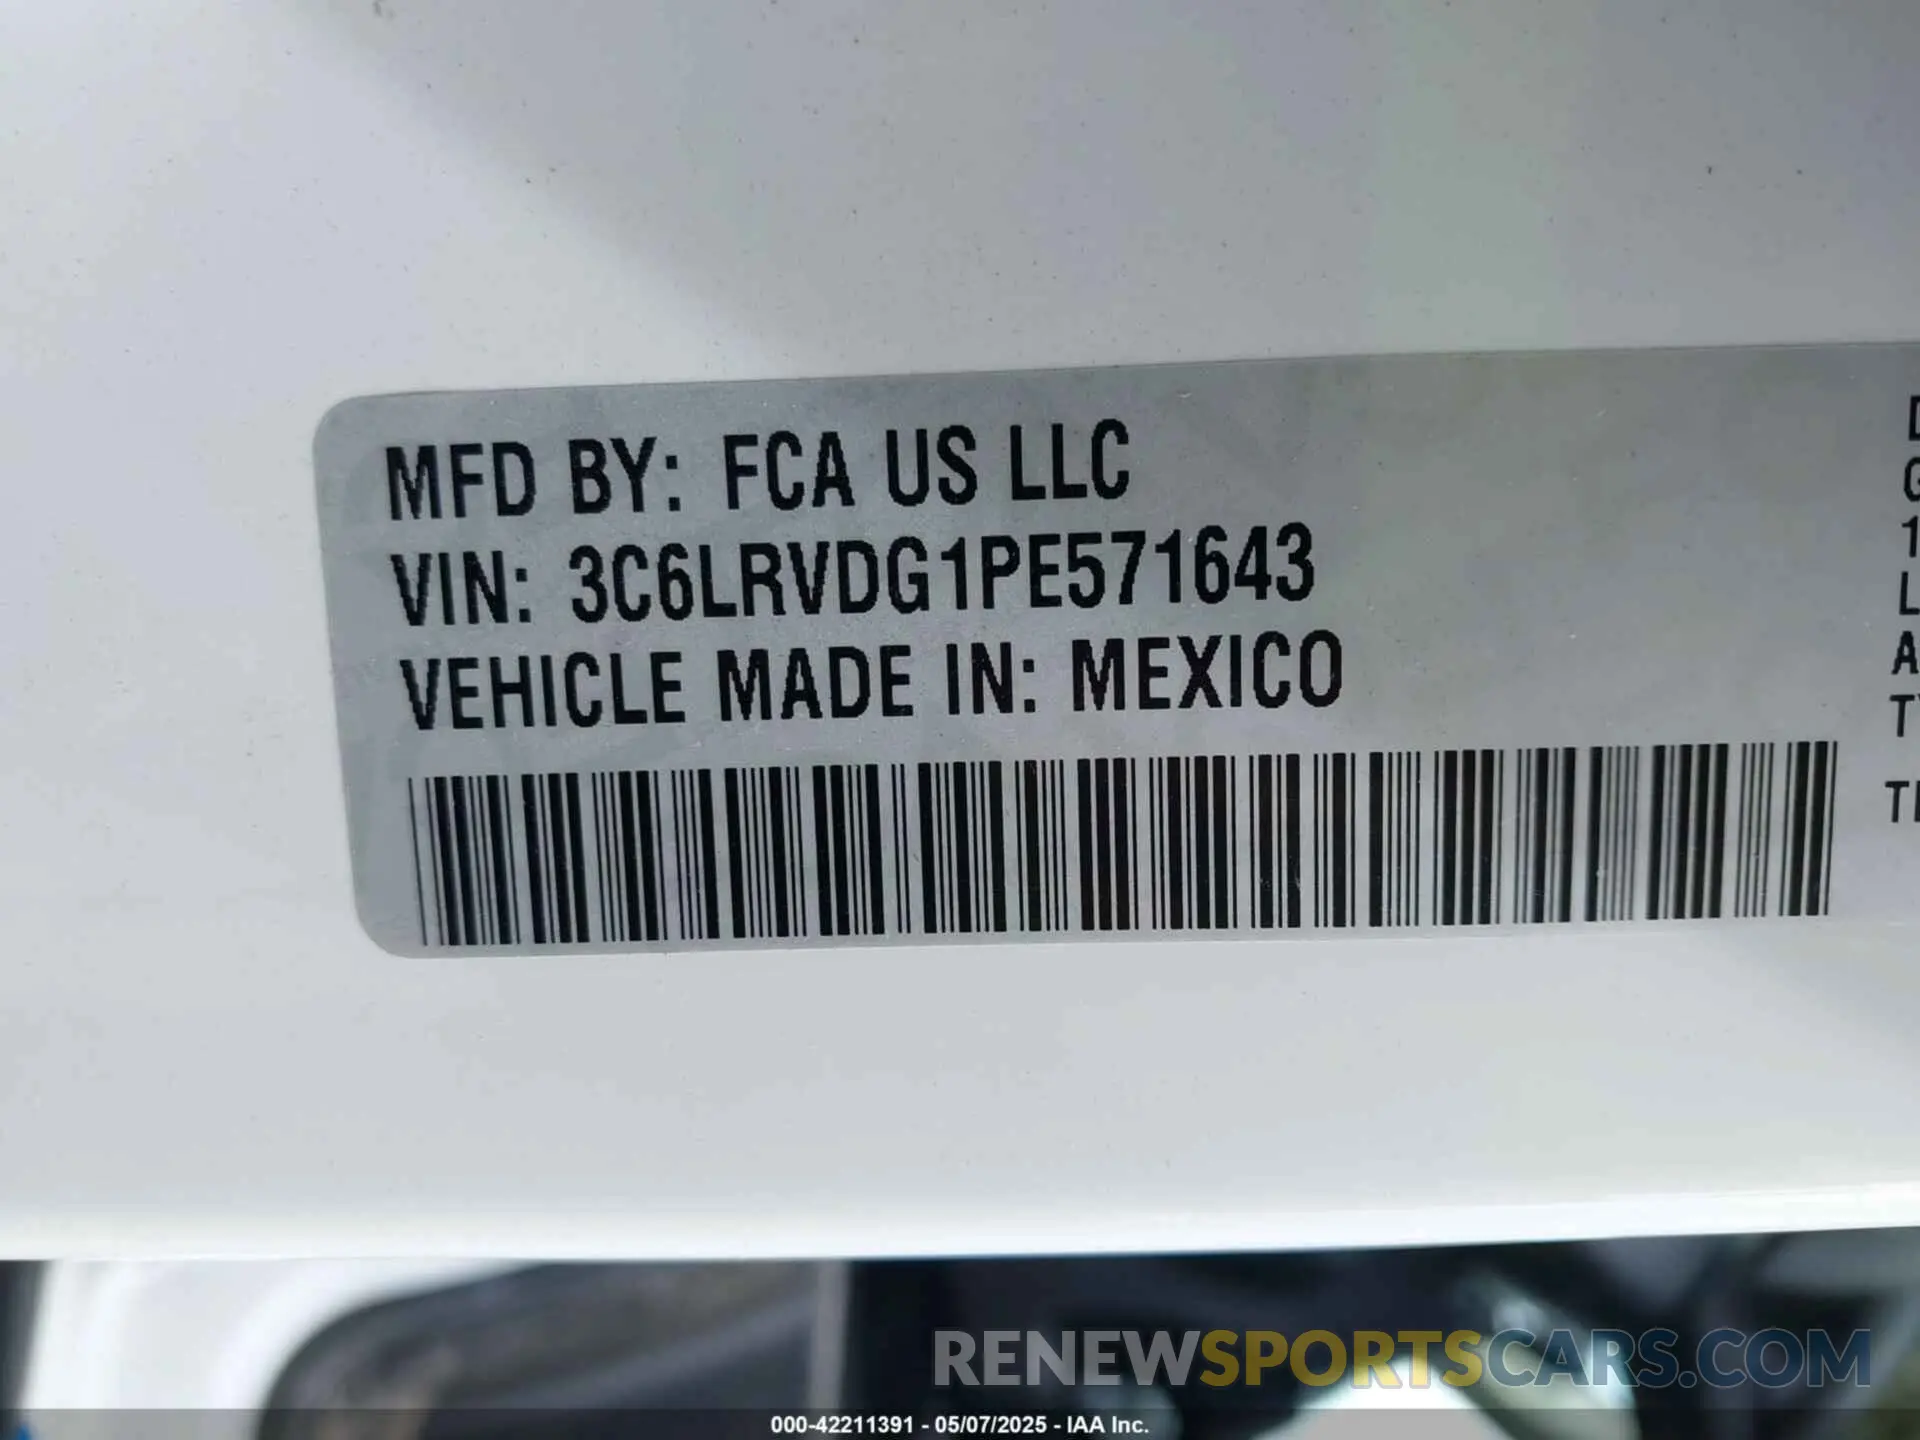 MFD BY: FCA US LLC
VIN: 3C6LRVDG1PE571643
VEHICLE MADE IN: MEXICO
G
1
L
A
RENEWSPORTSCARS.COM
000-42211391 - 05/07/2025 - IAA Inc.